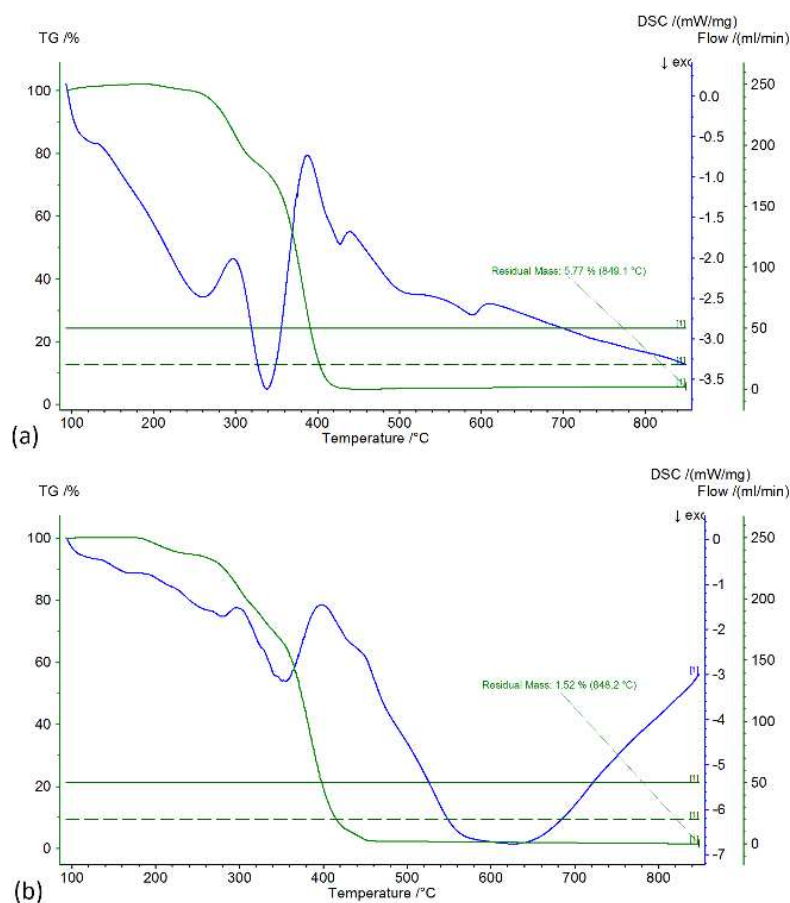 DSC /(mW/mg)
TG /% Flow /(ml/min)
↓ exo
100 0.0 250
-0.5
80 -1.0 200
-1.5
60 150
-2.0
40 -2.5 100
Residual Mass: 5.77 % (849.1 °C)
[1]
20 -3.0 50
[1]
-3.5
[1]
0 0
100 200 300 400 500 600 700 800
Temperature /°C
(a)
DSC /(mW/mg)
TG /% Flow /(ml/min)
↓ exo
100 0 250
-1
80 200
-2
60 150
[1]
-3
Residual Mass: 1.52 % (848.2 °C)
40 -4 100
-5
[1]
20 50
-6
[1]
[1]
0 0
-7
100 200 300 400 500 600 700 800
Temperature /°C
(b)